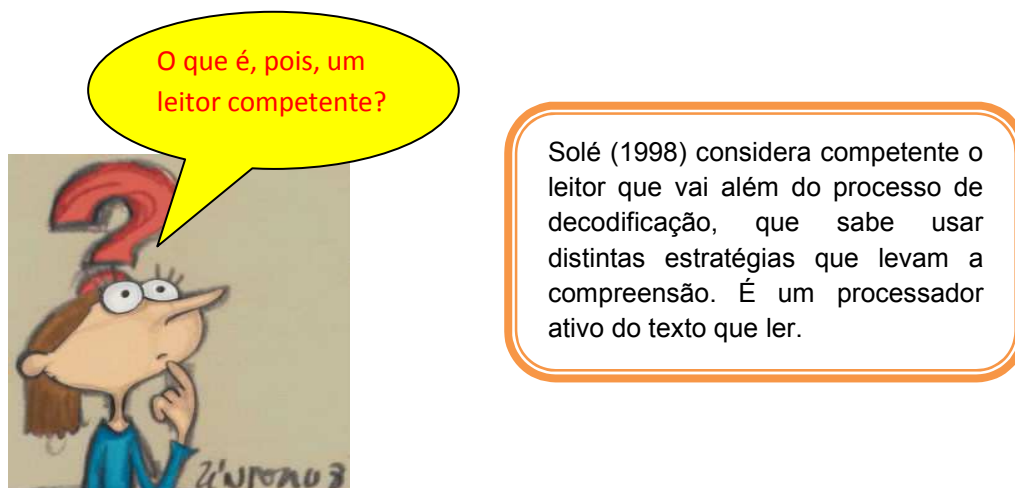 O que é, pois, um
leitor competente?
Solé (1998) considera competente o
leitor que vai além do processo de
decodificação, que sabe usar
distintas estratégias que levam a
compreensão. É um processador
ativo do texto que ler.